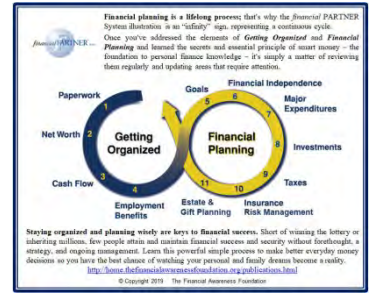 Financial planning is a lifelong process; that's why the financial PARTNER
System illustration is an "infinity" sign, representing a continuous cycle.
Once you've addressed the elements of Getting Organized and Financial
Planning and learned the secrets and essential principle of smart money – the
foundation to personal finance knowledge – it's simply a matter of reviewing
them regularly and updating areas that require attention.
financial PARTNER
Paperwork
Net Worth
Cash Flow
Employment
Benefits
1
2
3
4
Getting
Organized
Goals
Financial Independence
Major
Expenditures
Investments
Taxes
Insurance
Risk Management
Estate &
Gift Planning
5
6
7
8
9
10
11
Financial
Planning
Staying organized and planning wisely are keys to financial success. Short of winning the lottery or
inheriting millions, few people attain and maintain financial success and security without forethought, a
strategy, and ongoing management. Learn this powerful simple process to make better everyday money
decisions so you have the best chance of watching your personal and family dreams become a reality.
http://home.thefinancialawarenessfoundation.org/publications.html
© Copyright 2019 The Financial Awareness Foundation